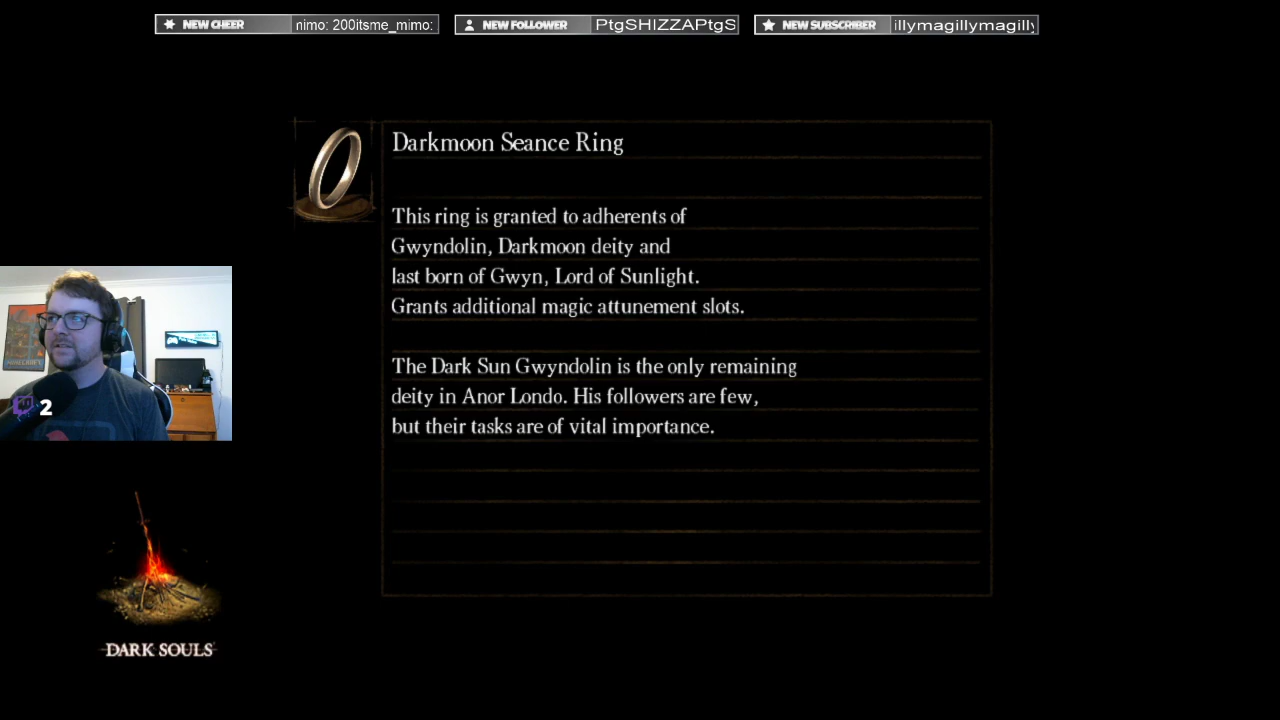 NEW CHEER
nimo: 200itsme_mimo:
NEW FOLLOWER
PtgSHIZZAPtgS
NEW SUBSCRIBER
illymagillymagilly
Darkmoon Seance Ring
This ring is granted to adherents of
Gwyndolin, Darkmoon deity and
last born of Gwyn, Lord of Sunlight.
Grants additional magic attunement slots.
The Dark Sun Gwyndolin is the only remaining
deity in Anor Londo. His followers are few,
but their tasks are of vital importance.
MINECRAFT
2
DARK SOULS